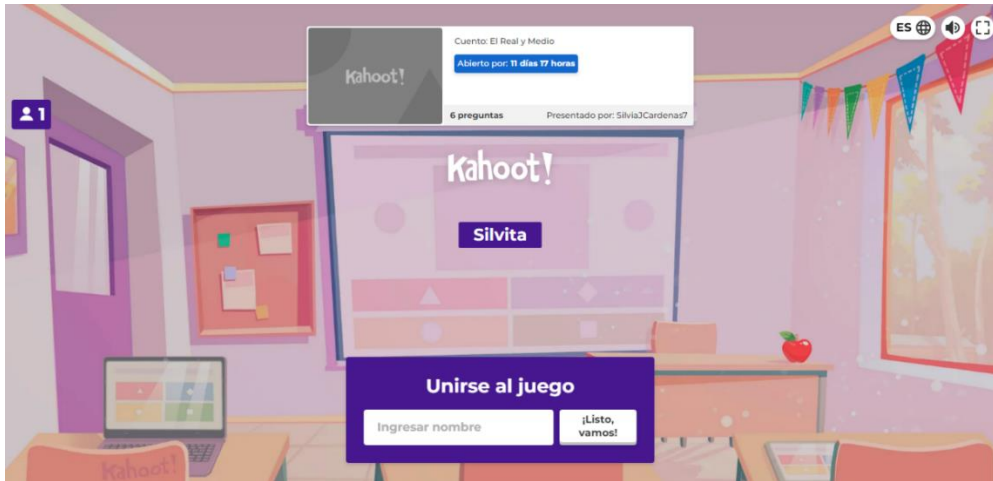 ES
Cuento: El Real y Medio
Kahoot!
Abierto por: 11 días 17 horas
1
6 preguntas
Presentado por: SilviaJCardenas7
Kahoot!
Silvita
Unirse al juego
Ingresar nombre
¡Listo,
vamos!
Kahoot!